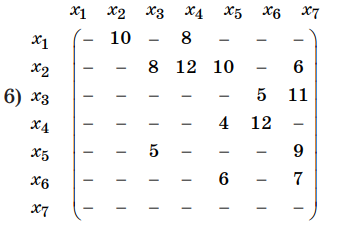 x1 x2 x3 x4 x5 x6 x7
x1 – 10 – 8 – – –
x2 – – 8 12 10 – 6
6) x3 – – – – – 5 11
x4 – – – – 4 12 –
x5 – – 5 – – – 9
x6 – – – – 6 – 7
x7 – – – – – – –